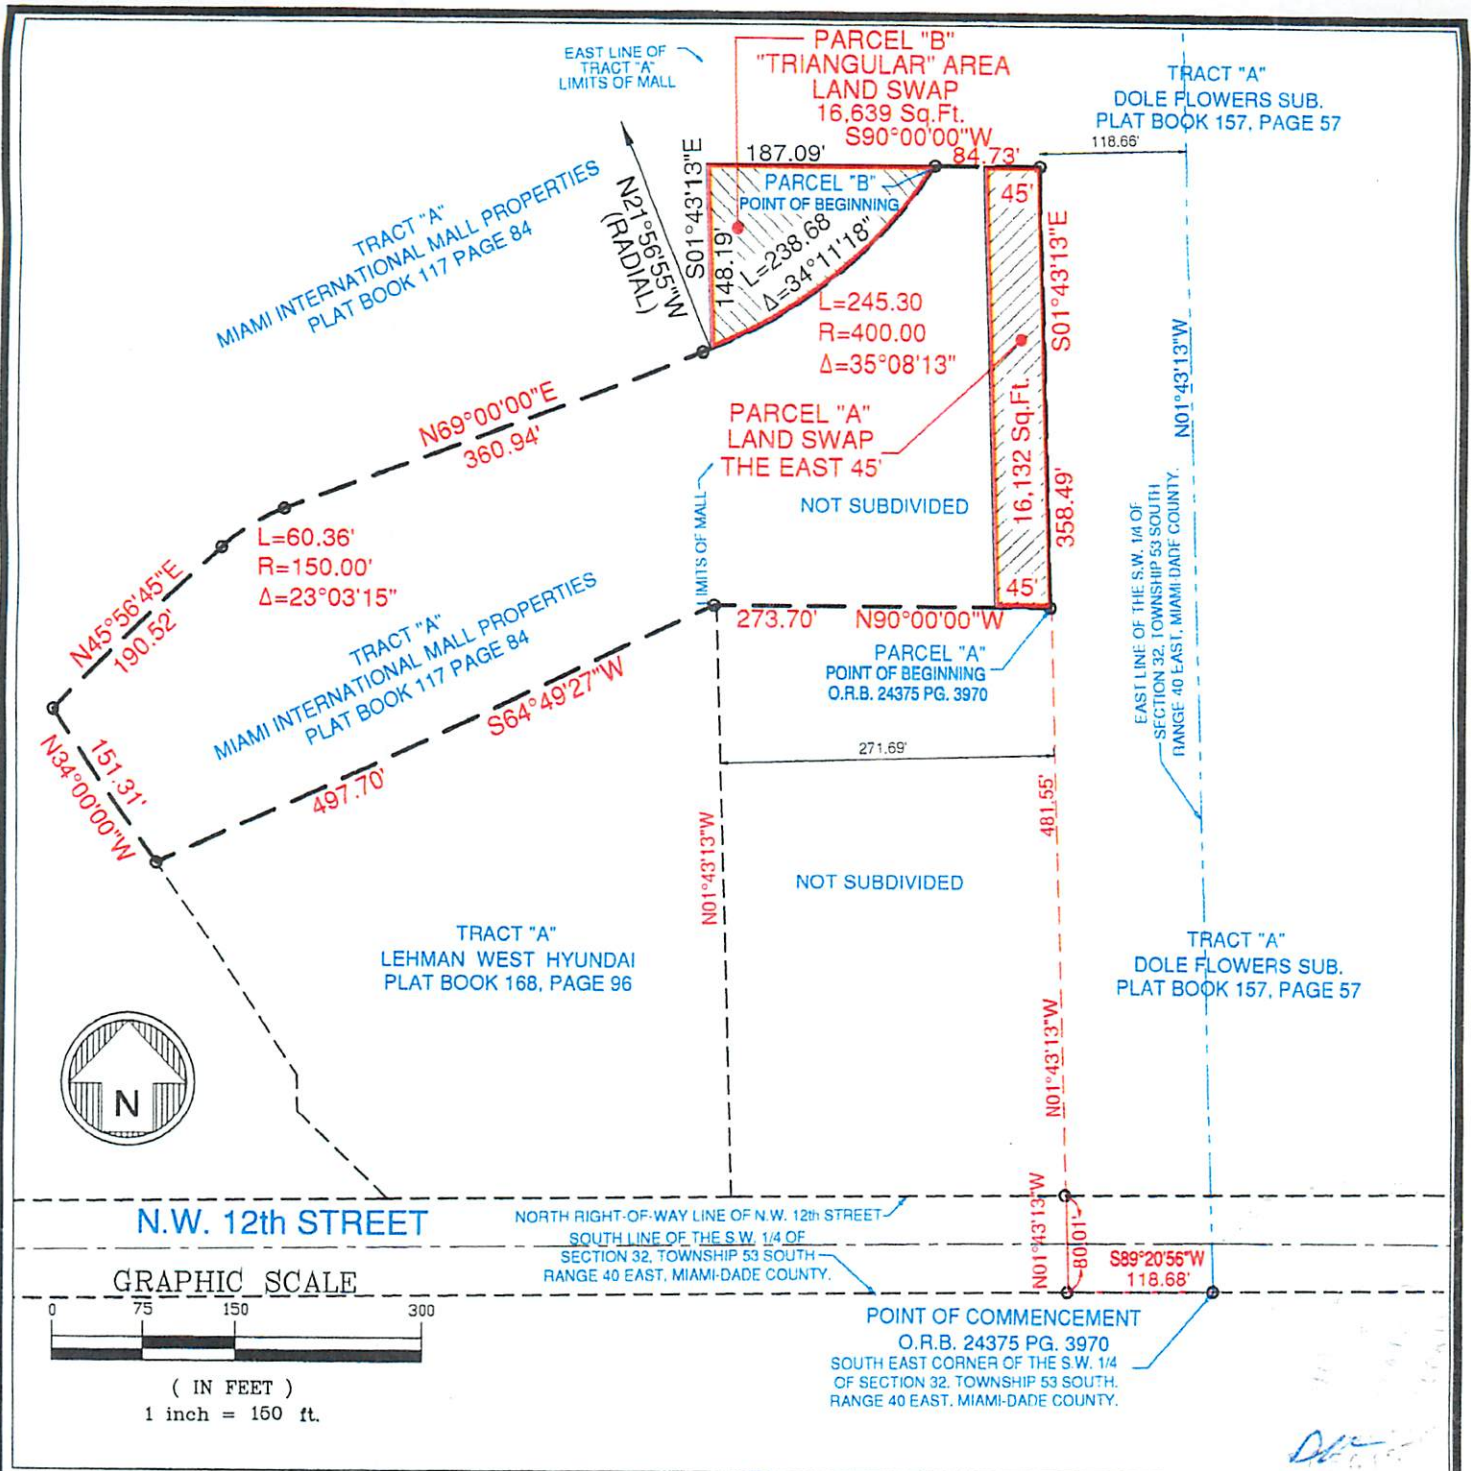 EAST LINE OF
TRACT "A"
LIMITS OF MALL
PARCEL "B"
"TRIANGULAR" AREA
LAND SWAP
16,639 Sq.Ft.
S90°00'00"W
TRACT "A"
DOLE FLOWERS SUB.
PLAT BOOK 157, PAGE 57
187.09'
84.73'
118.66'
S01°43'13"E
PARCEL "B"
POINT OF BEGINNING
45'
N21°56'55"W
(RADIAL)
148.19'
L=238.68
Δ=34°11'18"
TRACT "A"
MIAMI INTERNATIONAL MALL PROPERTIES
PLAT BOOK 117 PAGE 84
L=245.30
R=400.00
Δ=35°08'13"
S01°43'13"E
N01°43'13"W
N69°00'00"E
360.94'
PARCEL "A"
LAND SWAP
THE EAST 45'
16,132 Sq.Ft.
358.49'
NOT SUBDIVIDED
LIMITS OF MALL
EAST LINE OF THE S.W. 1/4 OF
SECTION 32, TOWNSHIP 53 SOUTH
RANGE 40 EAST, MIAMI-DADE COUNTY.
L=60.36'
R=150.00'
Δ=23°03'15"
N45°56'45"E
190.52'
45'
273.70'
N90°00'00"W
TRACT "A"
MIAMI INTERNATIONAL MALL PROPERTIES
PLAT BOOK 117 PAGE 84
PARCEL "A"
POINT OF BEGINNING
O.R.B. 24375 PG. 3970
S64°49'27"W
497.70'
151.31'
N34°00'00"W
271.69'
481.55'
N01°43'13"W
NOT SUBDIVIDED
TRACT "A"
LEHMAN WEST HYUNDAI
PLAT BOOK 168, PAGE 96
TRACT "A"
DOLE FLOWERS SUB.
PLAT BOOK 157, PAGE 57
N01°43'13"W
N
N.W. 12th STREET
NORTH RIGHT-OF-WAY LINE OF N.W. 12th STREET
SOUTH LINE OF THE S.W. 1/4 OF
SECTION 32, TOWNSHIP 53 SOUTH
RANGE 40 EAST, MIAMI-DADE COUNTY.
N01°43'13"W
80.01'
S89°20'56"W
118.68'
GRAPHIC SCALE
0 75 150 300
( IN FEET )
1 inch = 150 ft.
POINT OF COMMENCEMENT
O.R.B. 24375 PG. 3970
SOUTH EAST CORNER OF THE S.W. 1/4
OF SECTION 32, TOWNSHIP 53 SOUTH.
RANGE 40 EAST, MIAMI-DADE COUNTY.